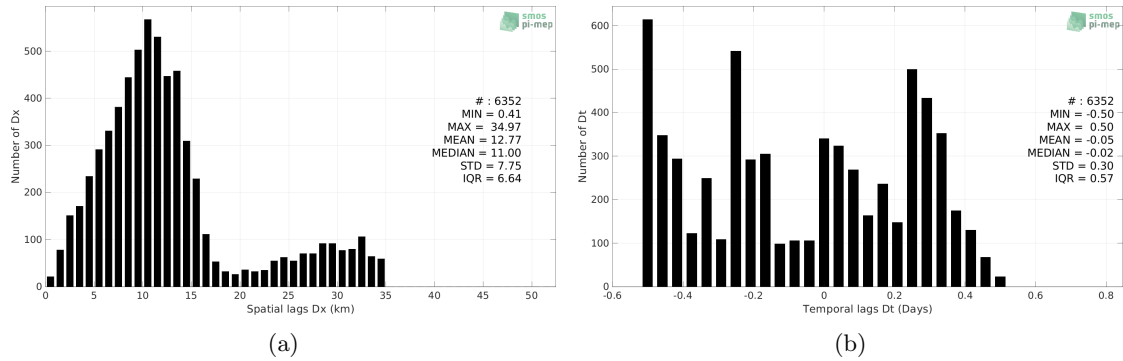 smos
pi-mep
Number of Dx
500
400
300
200
100
0
# : 6352
MIN = 0.41
MAX = 34.97
MEAN = 12.77
MEDIAN = 11.00
STD = 7.75
IQR = 6.64
0 5 10 15 20 25 30 35 40 45 50
Spatial lags Dx (km)
(a)
smos
pi-mep
Number of Dt
600
500
400
300
200
100
0
# : 6352
MIN = -0.50
MAX = 0.50
MEAN = -0.05
MEDIAN = -0.02
STD = 0.30
IQR = 0.57
-0.6 -0.4 -0.2 0 0.2 0.4 0.6 0.8
Temporal lags Dt (Days)
(b)